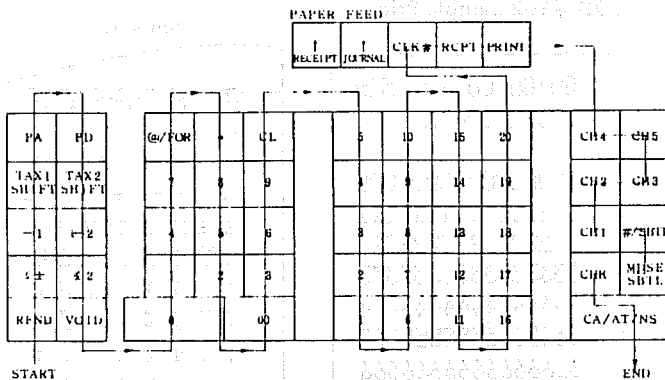 PAPER FEED
↑ RECEIPT ↑ JOURNAL CLK# RCPT PRINT
PA PD @/FOR • CL 5 10 15 20 CH4 CH5
TAX1 SHIFT TAX2 SHIFT 7 8 9 4 9 14 19 CH2 CH3
−1 −2 4 5 6 3 8 13 18 CH1 #/SBTL
2 3 2 7 12 17 CHK MDSE SBTL
RFND VOID 0 00 1 6 11 16 CA/AT/NS
START END